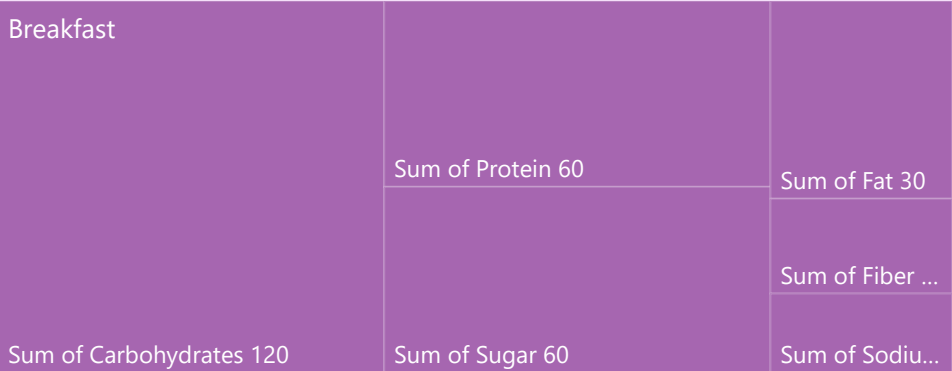 Breakfast
Sum of Carbohydrates 120
Sum of Protein 60
Sum of Sugar 60
Sum of Fat 30
Sum of Fiber ...
Sum of Sodiu...